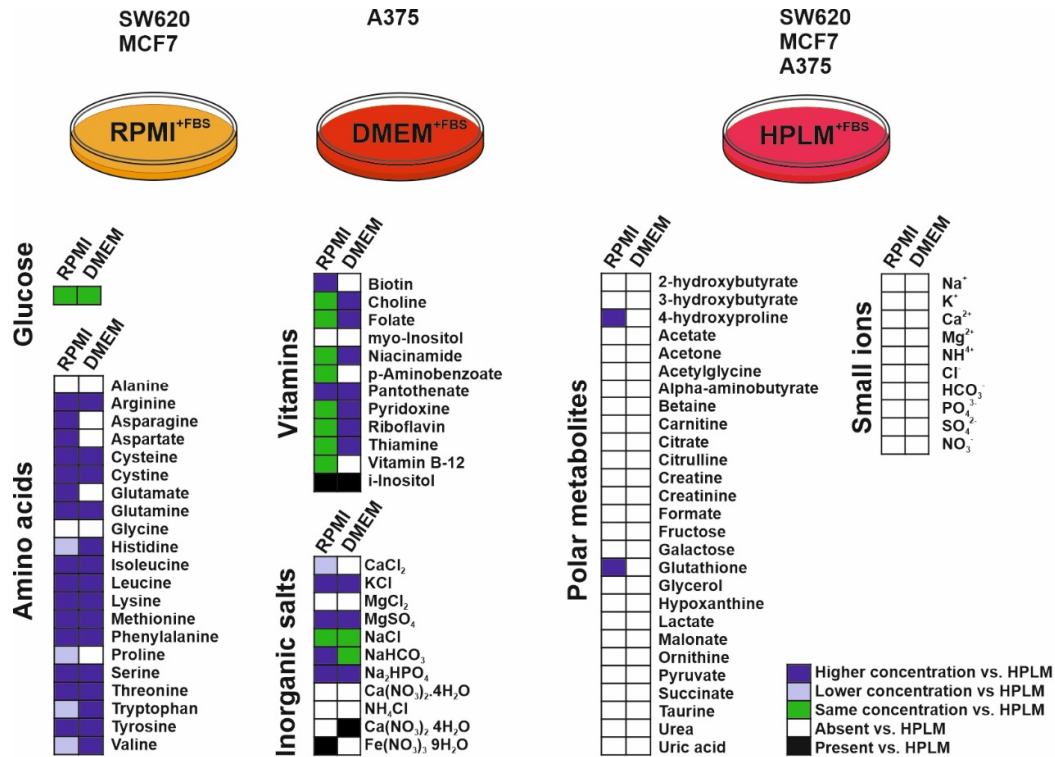 SW620
MCF7
A375
SW620
MCF7
A375
RPMI+FBS
DMEM+FBS
HPLM+FBS
Glucose
RPMI
DMEM
Amino acids
RPMI
DMEM
Alanine
Arginine
Asparagine
Aspartate
Cysteine
Cystine
Glutamate
Glutamine
Glycine
Histidine
Isoleucine
Leucine
Lysine
Methionine
Phenylalanine
Proline
Serine
Threonine
Tryptophan
Tyrosine
Valine
Vitamins
RPMI
DMEM
Biotin
Choline
Folate
myo-Inositol
Niacinamide
p-Aminobenzoate
Pantothenate
Pyridoxine
Riboflavin
Thiamine
Vitamin B-12
i-Inositol
Inorganic salts
RPMI
DMEM
CaCl₂
KCl
MgCl₂
MgSO₄
NaCl
NaHCO₃
Na₂HPO₄
Ca(NO₃)₂.4H₂O
NH₄Cl
Ca(NO₃)₂ 4H₂O
Fe(NO₃)₃ 9H₂O
Polar metabolites
RPMI
DMEM
2-hydroxybutyrate
3-hydroxybutyrate
4-hydroxyproline
Acetate
Acetone
Acetylglycine
Alpha-aminobutyrate
Betaine
Carnitine
Citrate
Citrulline
Creatine
Creatinine
Formate
Fructose
Galactose
Glutathione
Glycerol
Hypoxanthine
Lactate
Malonate
Ornithine
Pyruvate
Succinate
Taurine
Urea
Uric acid
Small ions
RPMI
DMEM
Na⁺
K⁺
Ca²⁺
Mg²⁺
NH⁴⁺
Cl⁻
HCO₃⁻
PO₄³⁻
SO₄²⁻
NO₃⁻
Higher concentration vs. HPLM
Lower concentration vs HPLM
Same concentration vs. HPLM
Absent vs. HPLM
Present vs. HPLM